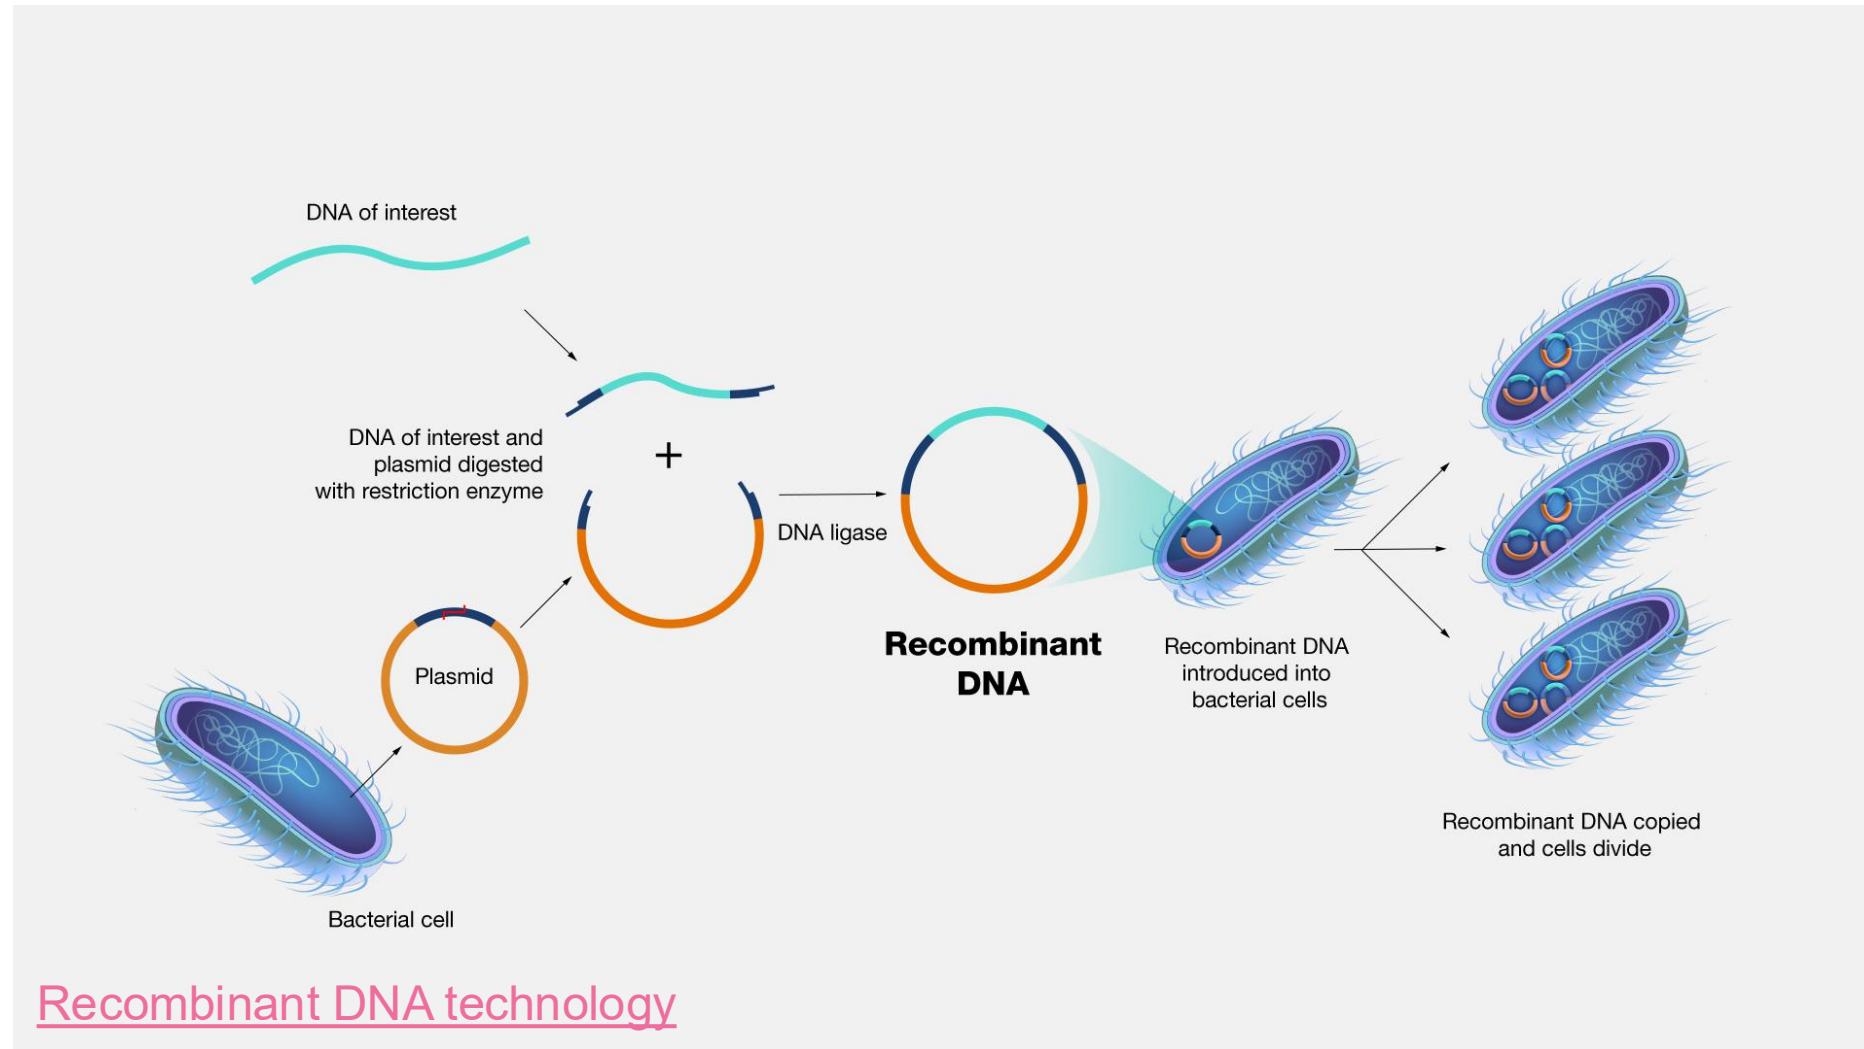 DNA of interest
DNA of interest and
plasmid digested
with restriction enzyme
+
DNA ligase
Plasmid
Bacterial cell
Recombinant
DNA
Recombinant DNA
introduced into
bacterial cells
Recombinant DNA copied
and cells divide
Recombinant DNA technology